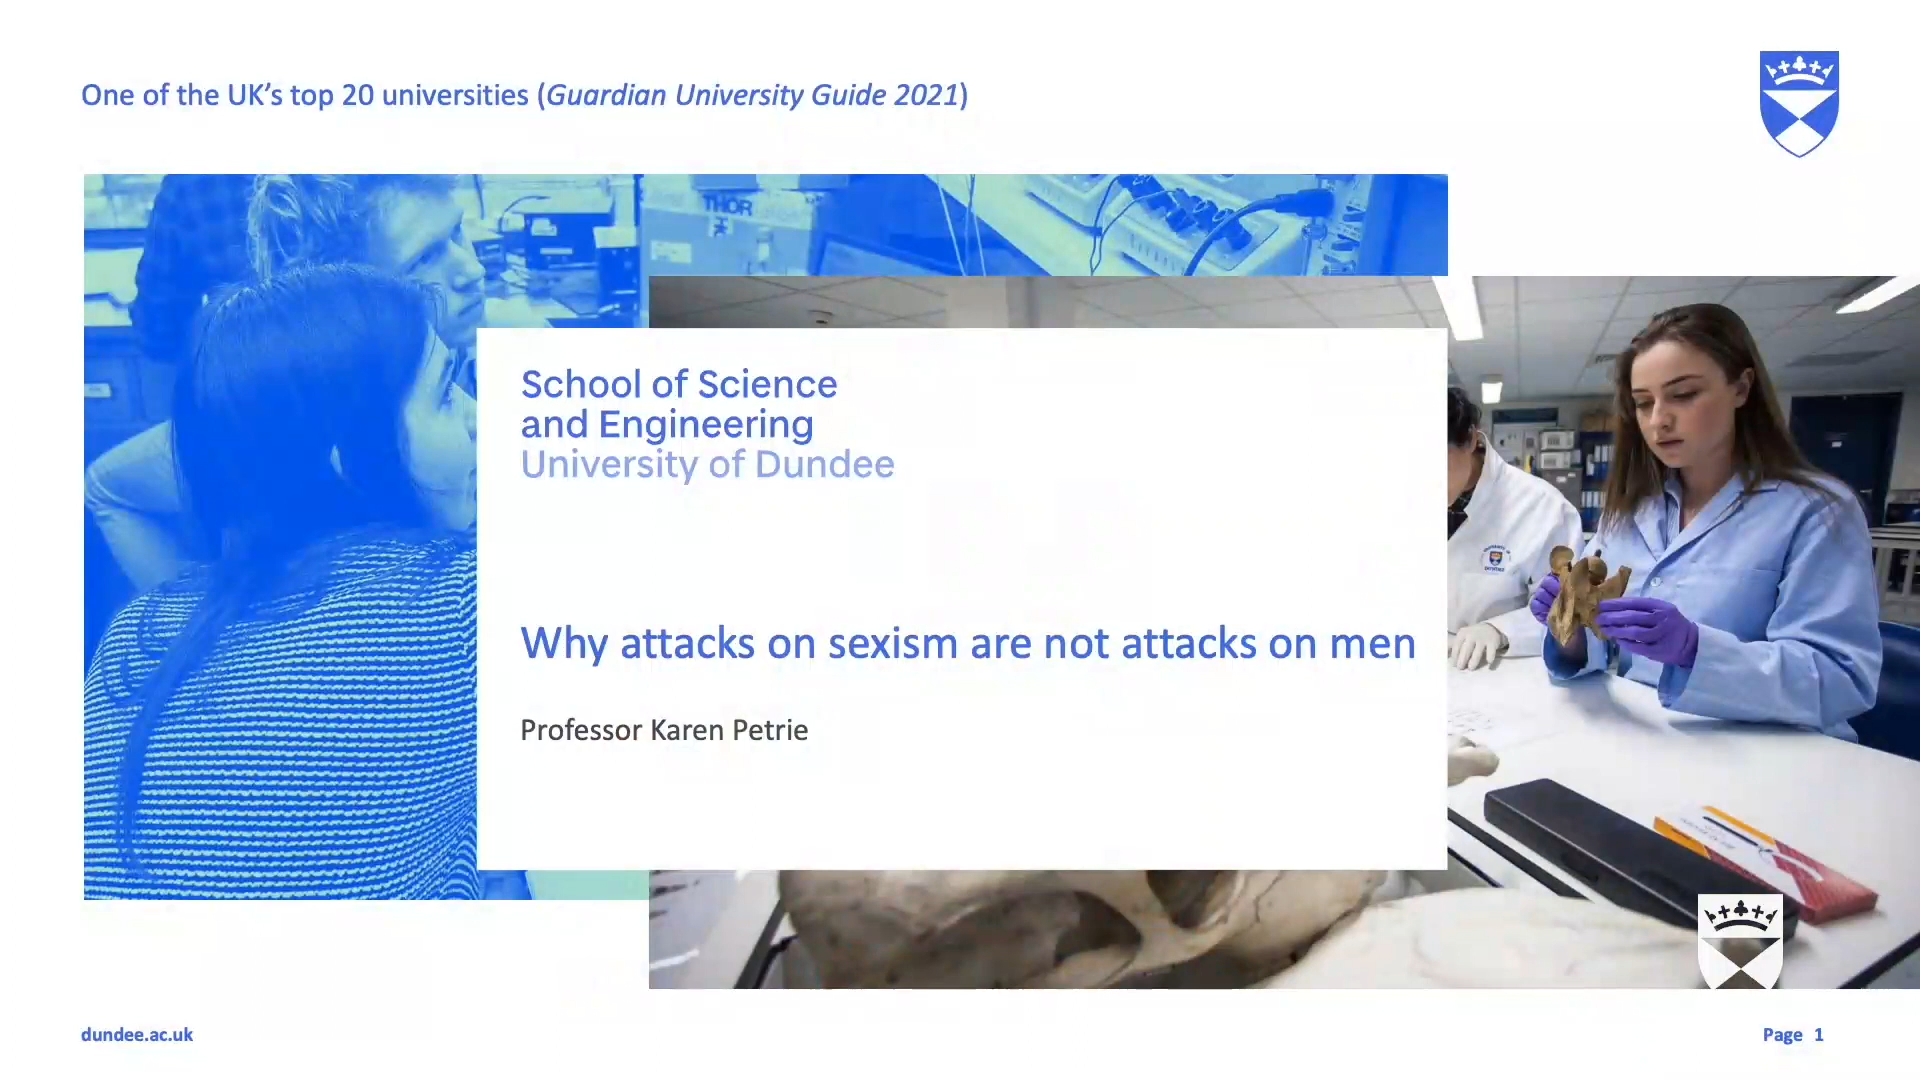 One of the UK's top 20 universities (Guardian University Guide 2021)
THOR
School of Science
and Engineering
University of Dundee
Why attacks on sexism are not attacks on men
Professor Karen Petrie
dundee.ac.uk
Page 1